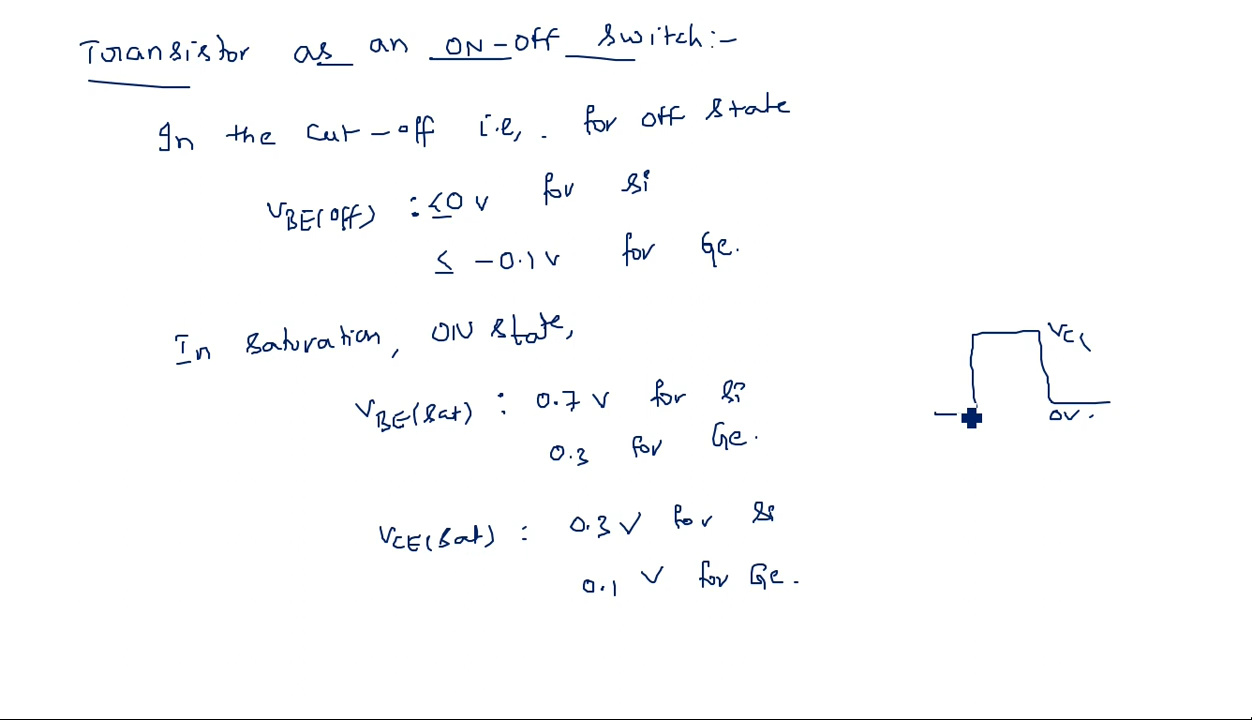 Transistor as an ON-Off Switch:-
In the cut-off i.e,. for off state
VBE(off) : ≤0 V for Si
≤ -0.1 V for Ge.
In saturation, ON state,
VBE(sat) : 0.7 V for Si
0.3 for Ge.
VCE(sat) : 0.3 V for Si
0.1 V for Ge.
VCC
0V.